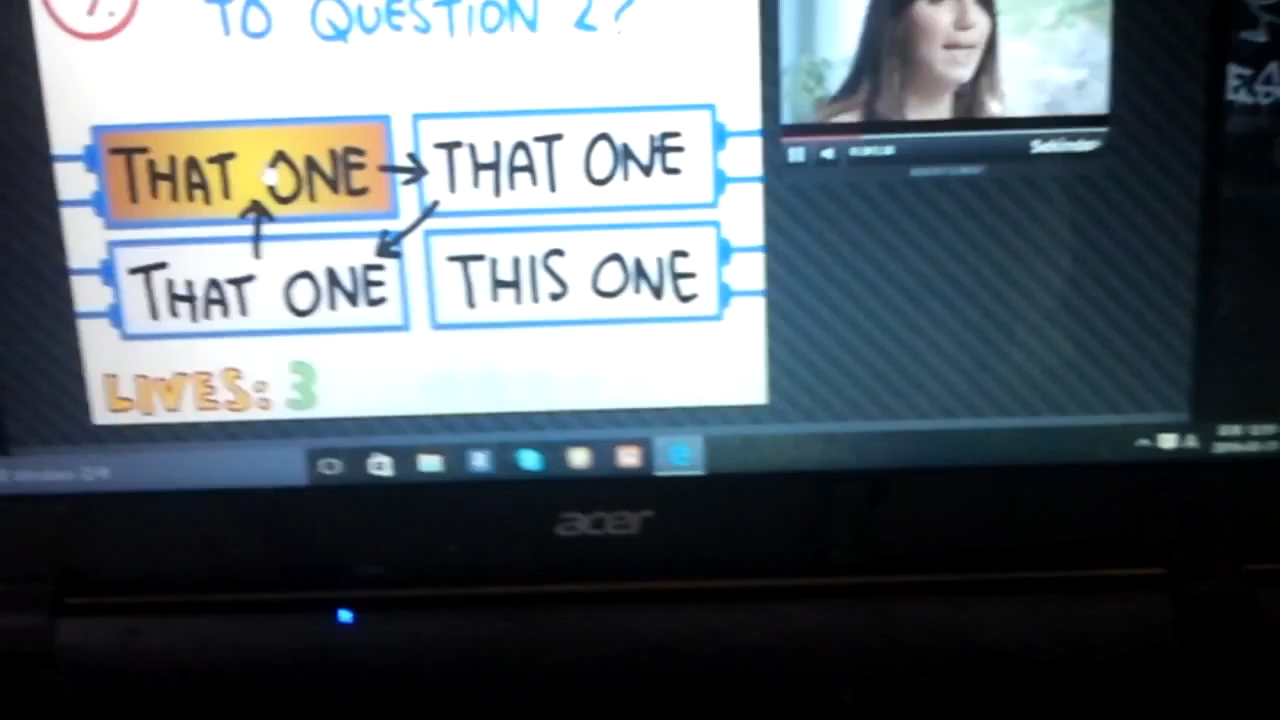 TO QUESTION 2?
THAT ONE
THAT ONE
THAT ONE
THIS ONE
LIVES: 3
acer